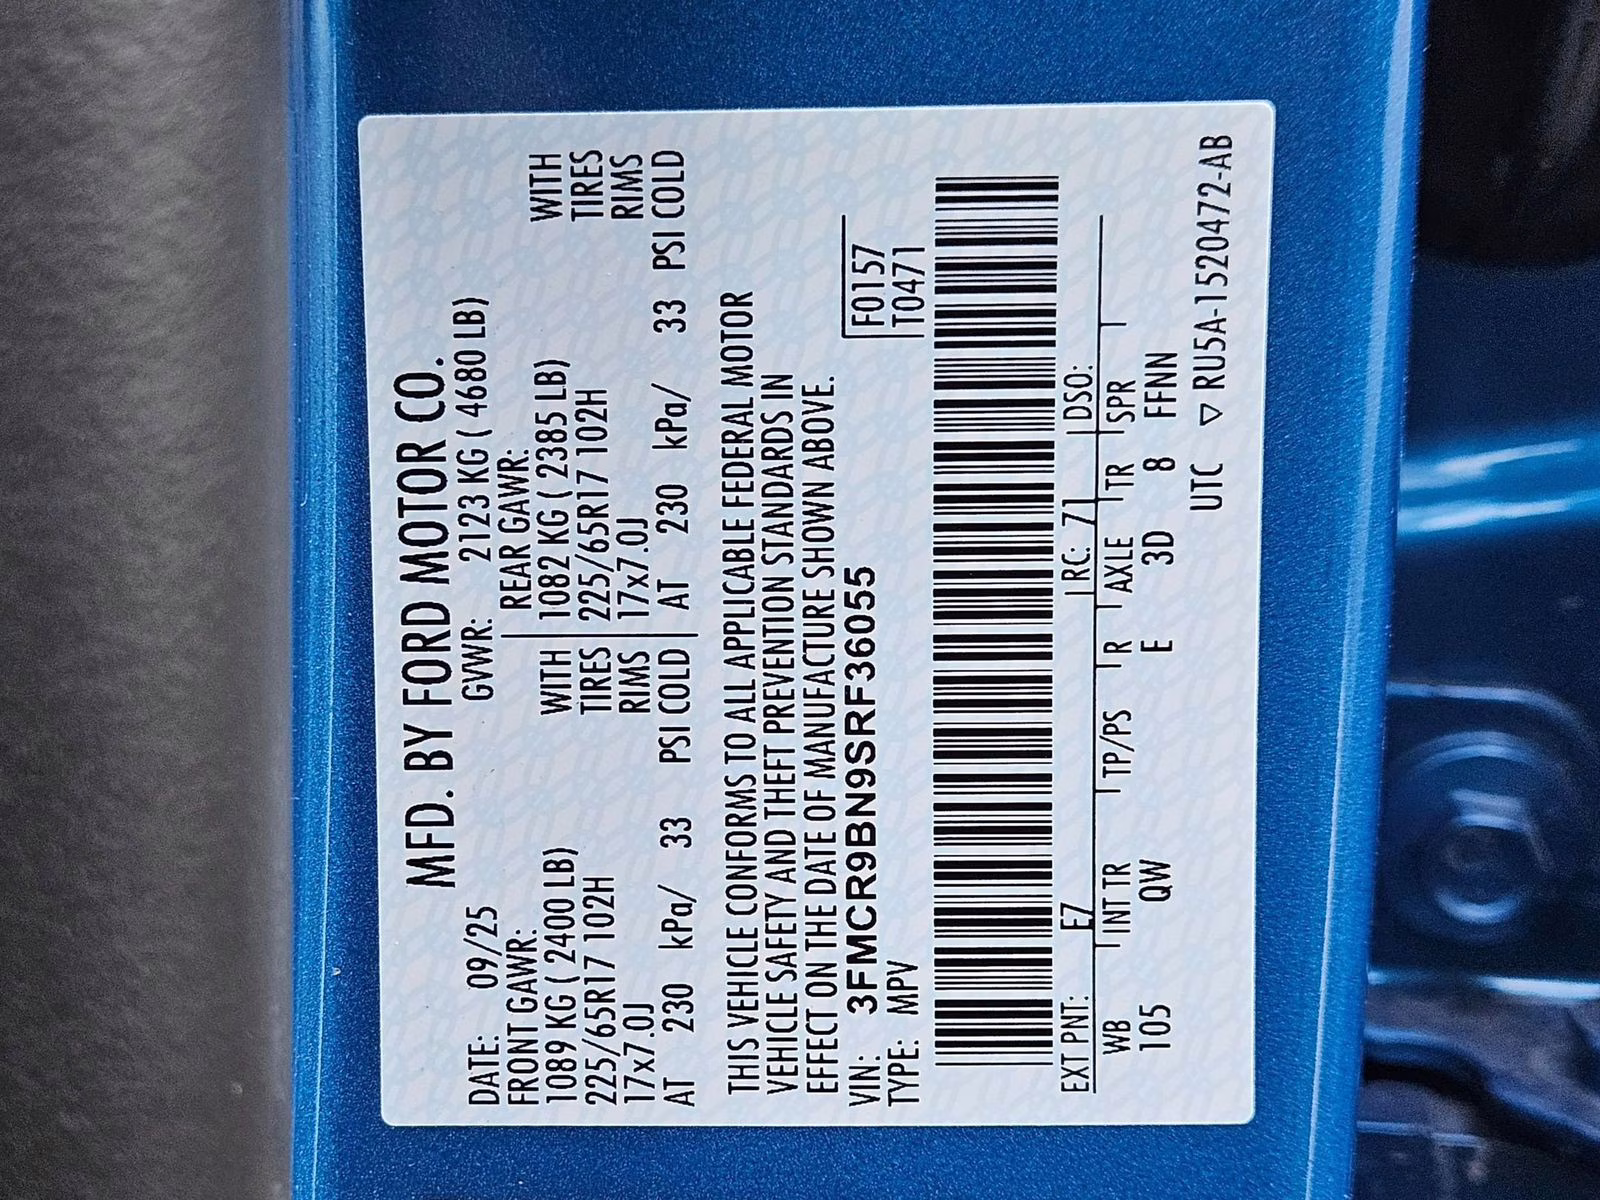 MFD. BY FORD MOTOR CO.
DATE: 09/25 GVWR: 2123 KG ( 4680 LB)
FRONT GAWR: REAR GAWR:
1089 KG ( 2400 LB) WITH 1082 KG ( 2385 LB) WITH
225/65R17 102H TIRES 225/65R17 102H TIRES
17x7.0J RIMS 17x7.0J RIMS
AT 230 kPa/ 33 PSI COLD AT 230 kPa/ 33 PSI COLD
THIS VEHICLE CONFORMS TO ALL APPLICABLE FEDERAL MOTOR
VEHICLE SAFETY AND THEFT PREVENTION STANDARDS IN
EFFECT ON THE DATE OF MANUFACTURE SHOWN ABOVE.
VIN: 3FMCR9BN9SRF36055 F0157
TYPE: MPV T0471
EXT PNT: E7 RC: 71 DSO:
WB INT TR TP/PS R AXLE TR SPR
105 QW E 3D 8 FFNN
UTC ▽ RU5A-1520472-AB